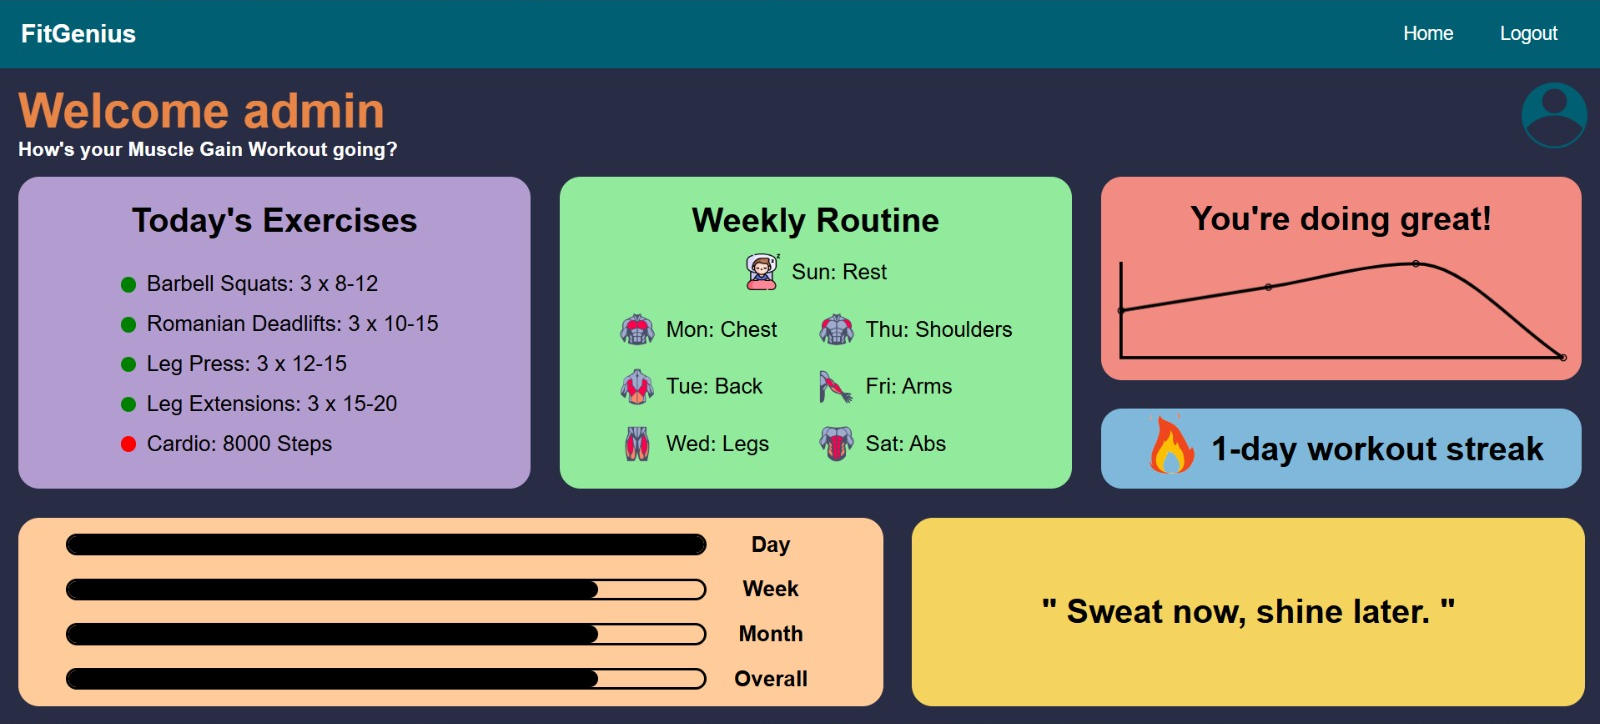 FitGenius
Home
Logout
Welcome admin
How's your Muscle Gain Workout going?
Today's Exercises
Barbell Squats: 3 x 8-12
Romanian Deadlifts: 3 x 10-15
Leg Press: 3 x 12-15
Leg Extensions: 3 x 15-20
Cardio: 8000 Steps
Weekly Routine
Sun: Rest
Mon: Chest
Thu: Shoulders
Tue: Back
Fri: Arms
Wed: Legs
Sat: Abs
You're doing great!
1-day workout streak
Day
Week
Month
Overall
" Sweat now, shine later. "